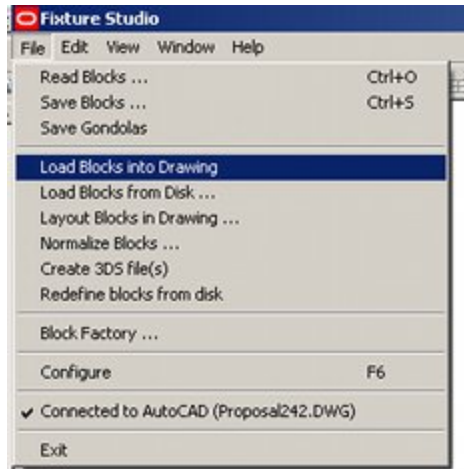 Fixture Studio
File Edit View Window Help
Read Blocks ... Ctrl+O
Save Blocks ... Ctrl+S
Save Gondolas
Load Blocks into Drawing
Load Blocks from Disk ...
Layout Blocks in Drawing ...
Normalize Blocks ...
Create 3DS file(s)
Redefine blocks from disk
Block Factory ...
Configure F6
Connected to AutoCAD (Proposal242.DWG)
Exit